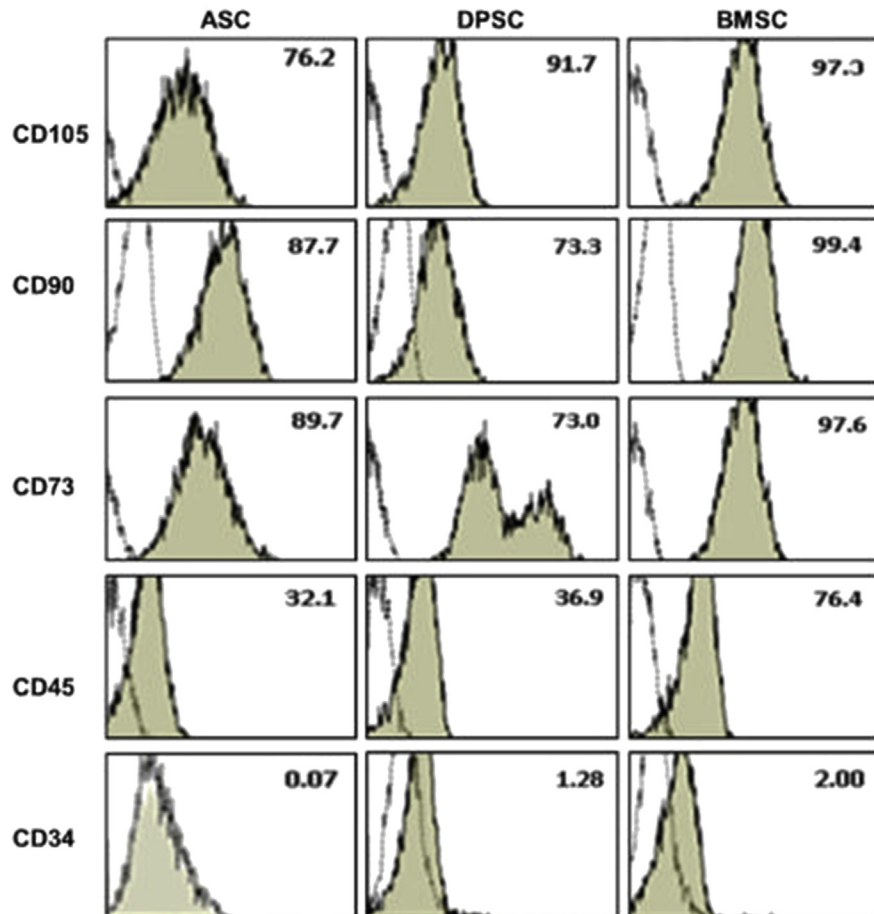 ASC DPSC BMSC
CD105 76.2 91.7 97.3
CD90 87.7 73.3 99.4
CD73 89.7 73.0 97.6
CD45 32.1 36.9 76.4
CD34 0.07 1.28 2.00